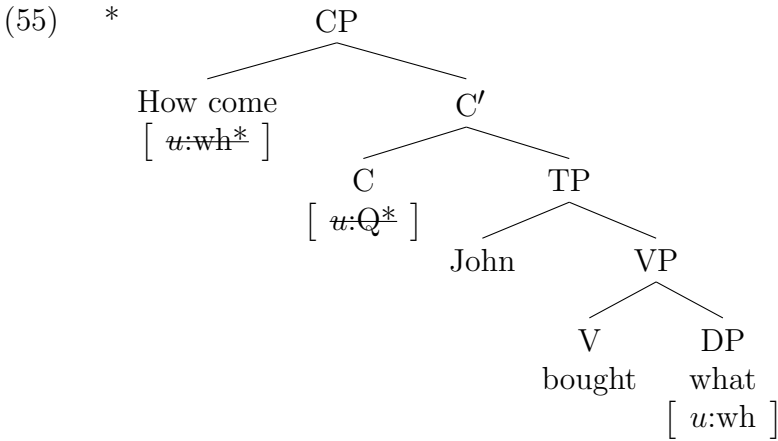 (55) * CP
How come C′
[ u:wh* ]
C TP
[ u:Q* ]
John VP
V DP
bought what
[ u:wh ]